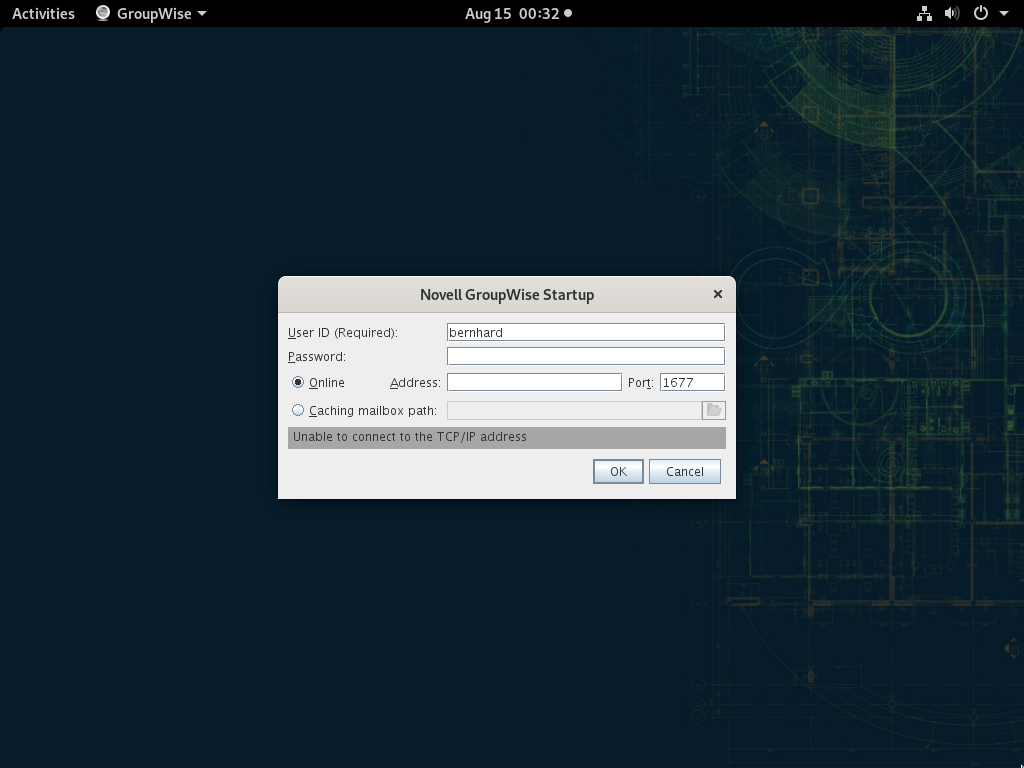 Activities GroupWise Aug 15 00:32
Novell GroupWise Startup
User ID (Required): bernhard
Password:
Online Address: Port: 1677
Caching mailbox path:
Unable to connect to the TCP/IP address
OK Cancel